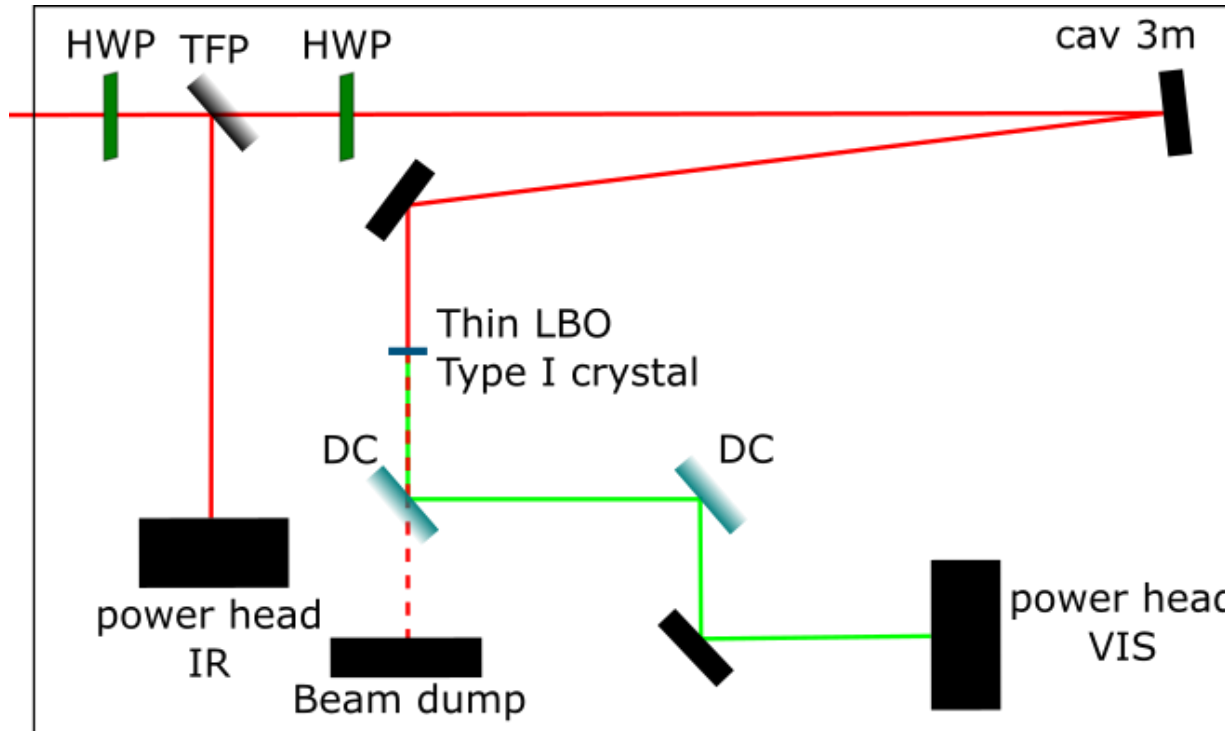 HWP
TFP
HWP
cav 3m
Thin LBO
Type I crystal
DC
DC
power head
IR
Beam dump
power head
VIS